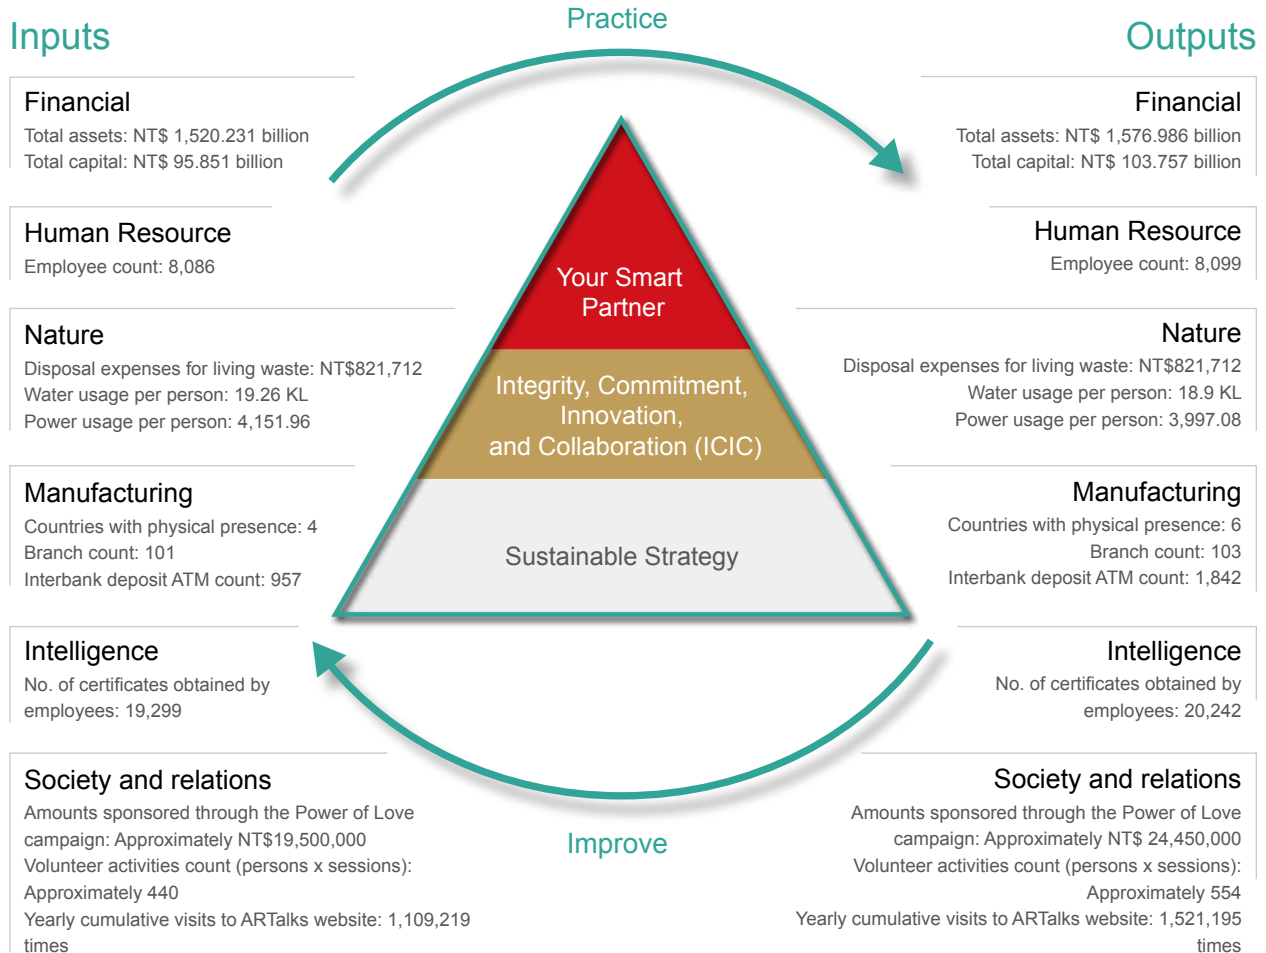 Practice
Inputs
Financial
Total assets: NT$ 1,520.231 billion
Total capital: NT$ 95.851 billion
Human Resource
Employee count: 8,086
Nature
Disposal expenses for living waste: NT$821,712
Water usage per person: 19.26 KL
Power usage per person: 4,151.96
Manufacturing
Countries with physical presence: 4
Branch count: 101
Interbank deposit ATM count: 957
Intelligence
No. of certificates obtained by
employees: 19,299
Society and relations
Amounts sponsored through the Power of Love
campaign: Approximately NT$19,500,000
Volunteer activities count (persons x sessions):
Approximately 440
Yearly cumulative visits to ARTalks website: 1,109,219
times
Your Smart
Partner
Integrity, Commitment,
Innovation,
and Collaboration (ICIC)
Sustainable Strategy
Improve
Outputs
Financial
Total assets: NT$ 1,576.986 billion
Total capital: NT$ 103.757 billion
Human Resource
Employee count: 8,099
Nature
Disposal expenses for living waste: NT$821,712
Water usage per person: 18.9 KL
Power usage per person: 3,997.08
Manufacturing
Countries with physical presence: 6
Branch count: 103
Interbank deposit ATM count: 1,842
Intelligence
No. of certificates obtained by
employees: 20,242
Society and relations
Amounts sponsored through the Power of Love
campaign: Approximately NT$ 24,450,000
Volunteer activities count (persons x sessions):
Approximately 554
Yearly cumulative visits to ARTalks website: 1,521,195
times